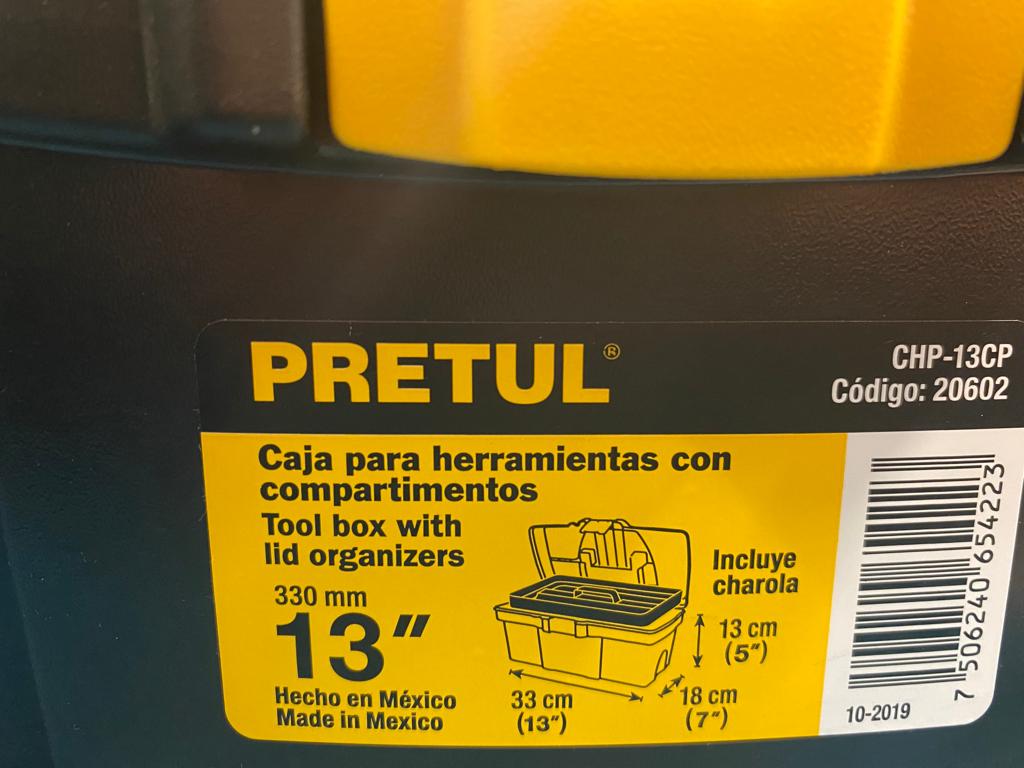 PRETUL®
CHP-13CP
Código: 20602
Caja para herramientas con
compartimentos
Tool box with
lid organizers
330 mm
13"
Hecho en México
Made in Mexico
Incluye
charola
13 cm
(5")
33 cm
(13")
18 cm
(7")
7 506240 654223
10-2019